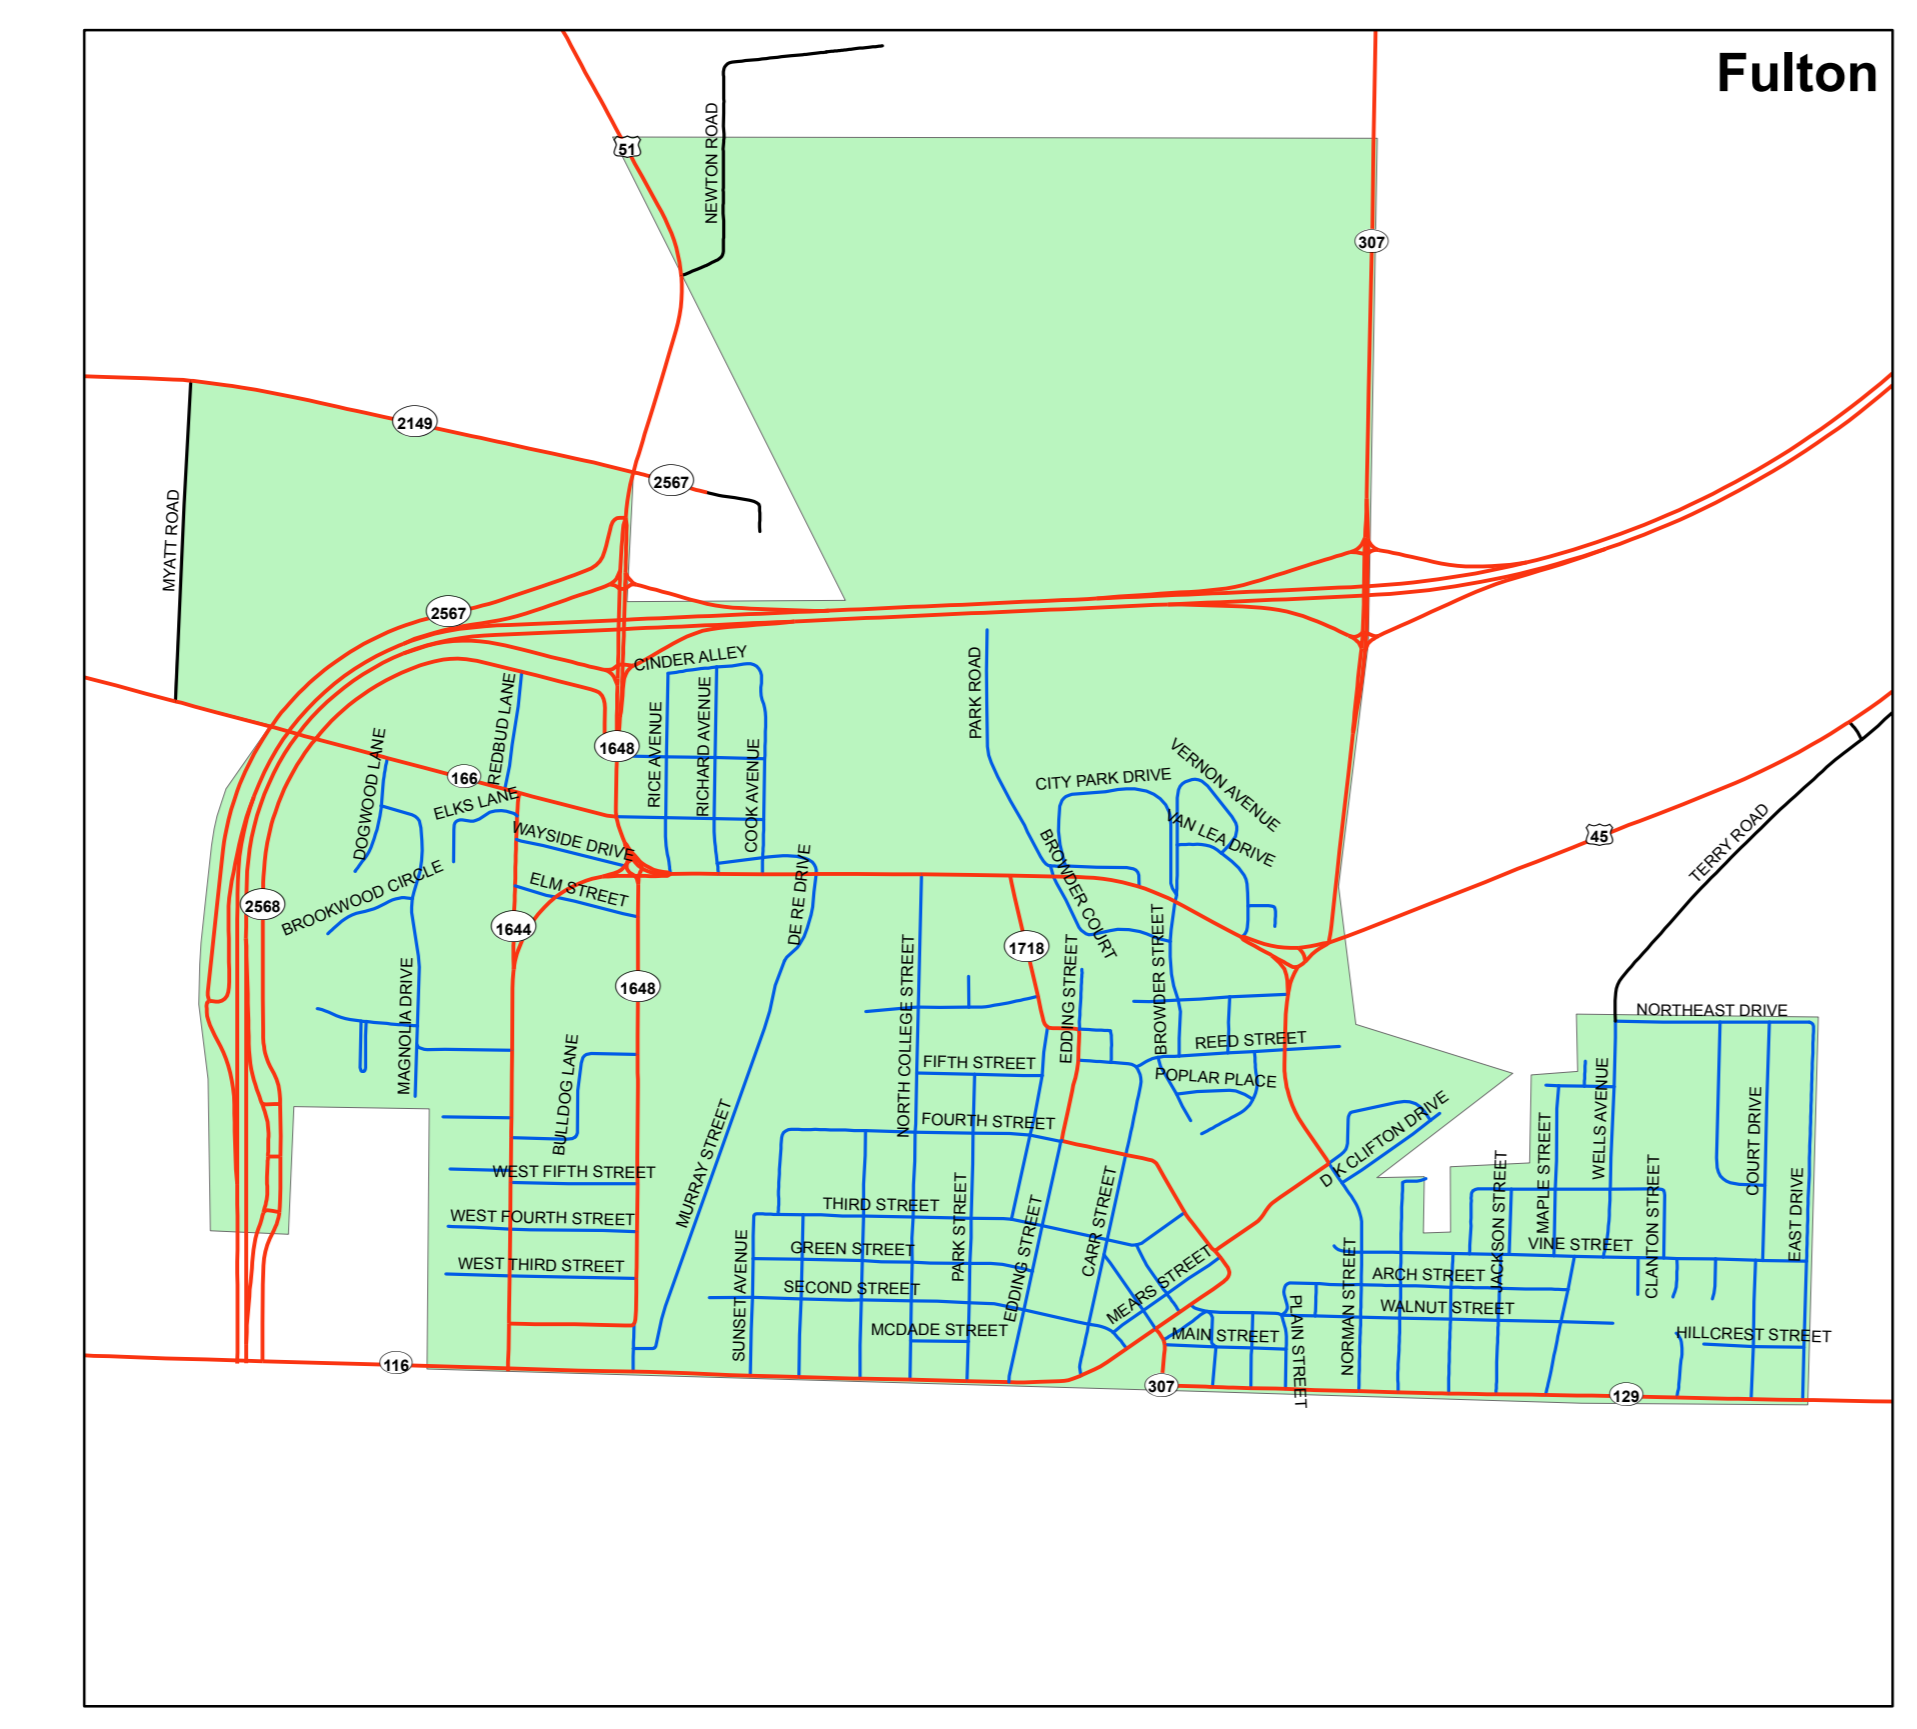 Fulton
51
NEWTON ROAD
307
2149
2567
MYATT ROAD
2567
CINDER ALLEY
PARK ROAD
REDBUD LANE
RICE AVENUE
RICHARD AVENUE
COOK AVENUE
1648
DOGWOOD LANE
166
ELKS LANE
CITY PARK DRIVE
VERNON AVENUE
VAN LEA DRIVE
WAYSIDE DRIVE
45
TERRY ROAD
BROWDER COURT
BROOKWOOD CIRCLE
ELM STREET
DE RE DRIVE
2568
1644
1718
1648
NORTH COLLEGE STREET
EDDING STREET
BROWDER STREET
MAGNOLIA DRIVE
NORTHEAST DRIVE
BULLDOG LANE
REED STREET
FIFTH STREET
POPLAR PLACE
WELLS AVENUE
COURT DRIVE
FOURTH STREET
MURRAY STREET
D K CLIFTON DRIVE
MAPLE STREET
WEST FIFTH STREET
JACKSON STREET
CLANTON STREET
EAST DRIVE
THIRD STREET
PARK STREET
EDDING STREET
CARR STREET
WEST FOURTH STREET
GREEN STREET
VINE STREET
WEST THIRD STREET
SECOND STREET
SUNSET AVENUE
MEARS STREET
NORMAN STREET
ARCH STREET
PLAIN STREET
WALNUT STREET
MCDADE STREET
MAIN STREET
HILLCREST STREET
116
307
129